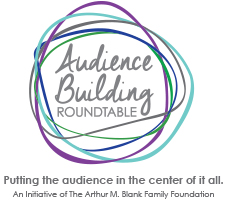 Audience
Building
ROUNDTABLE
Putting the audience in the center of it all.
An Initiative of The Arthur M. Blank Family Foundation